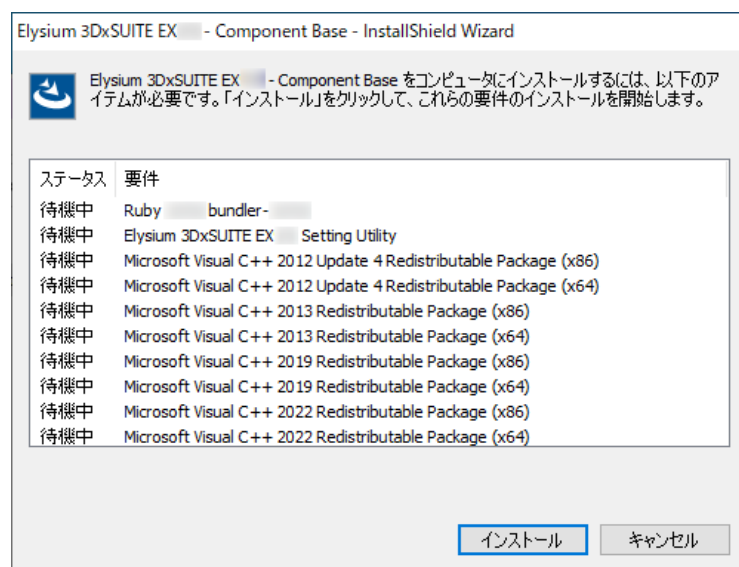 Elysium 3DxSUITE EX - Component Base - InstallShield Wizard
Elysium 3DxSUITE EX - Component Base をコンピュータにインストールするには、以下のア
イテムが必要です。「インストール」をクリックして、これらの要件のインストールを開始します。
ステータス 要件
待機中 Ruby bundler-
待機中 Elysium 3DxSUITE EX Setting Utility
待機中 Microsoft Visual C++ 2012 Update 4 Redistributable Package (x86)
待機中 Microsoft Visual C++ 2012 Update 4 Redistributable Package (x64)
待機中 Microsoft Visual C++ 2013 Redistributable Package (x86)
待機中 Microsoft Visual C++ 2013 Redistributable Package (x64)
待機中 Microsoft Visual C++ 2019 Redistributable Package (x86)
待機中 Microsoft Visual C++ 2019 Redistributable Package (x64)
待機中 Microsoft Visual C++ 2022 Redistributable Package (x86)
待機中 Microsoft Visual C++ 2022 Redistributable Package (x64)
インストール キャンセル